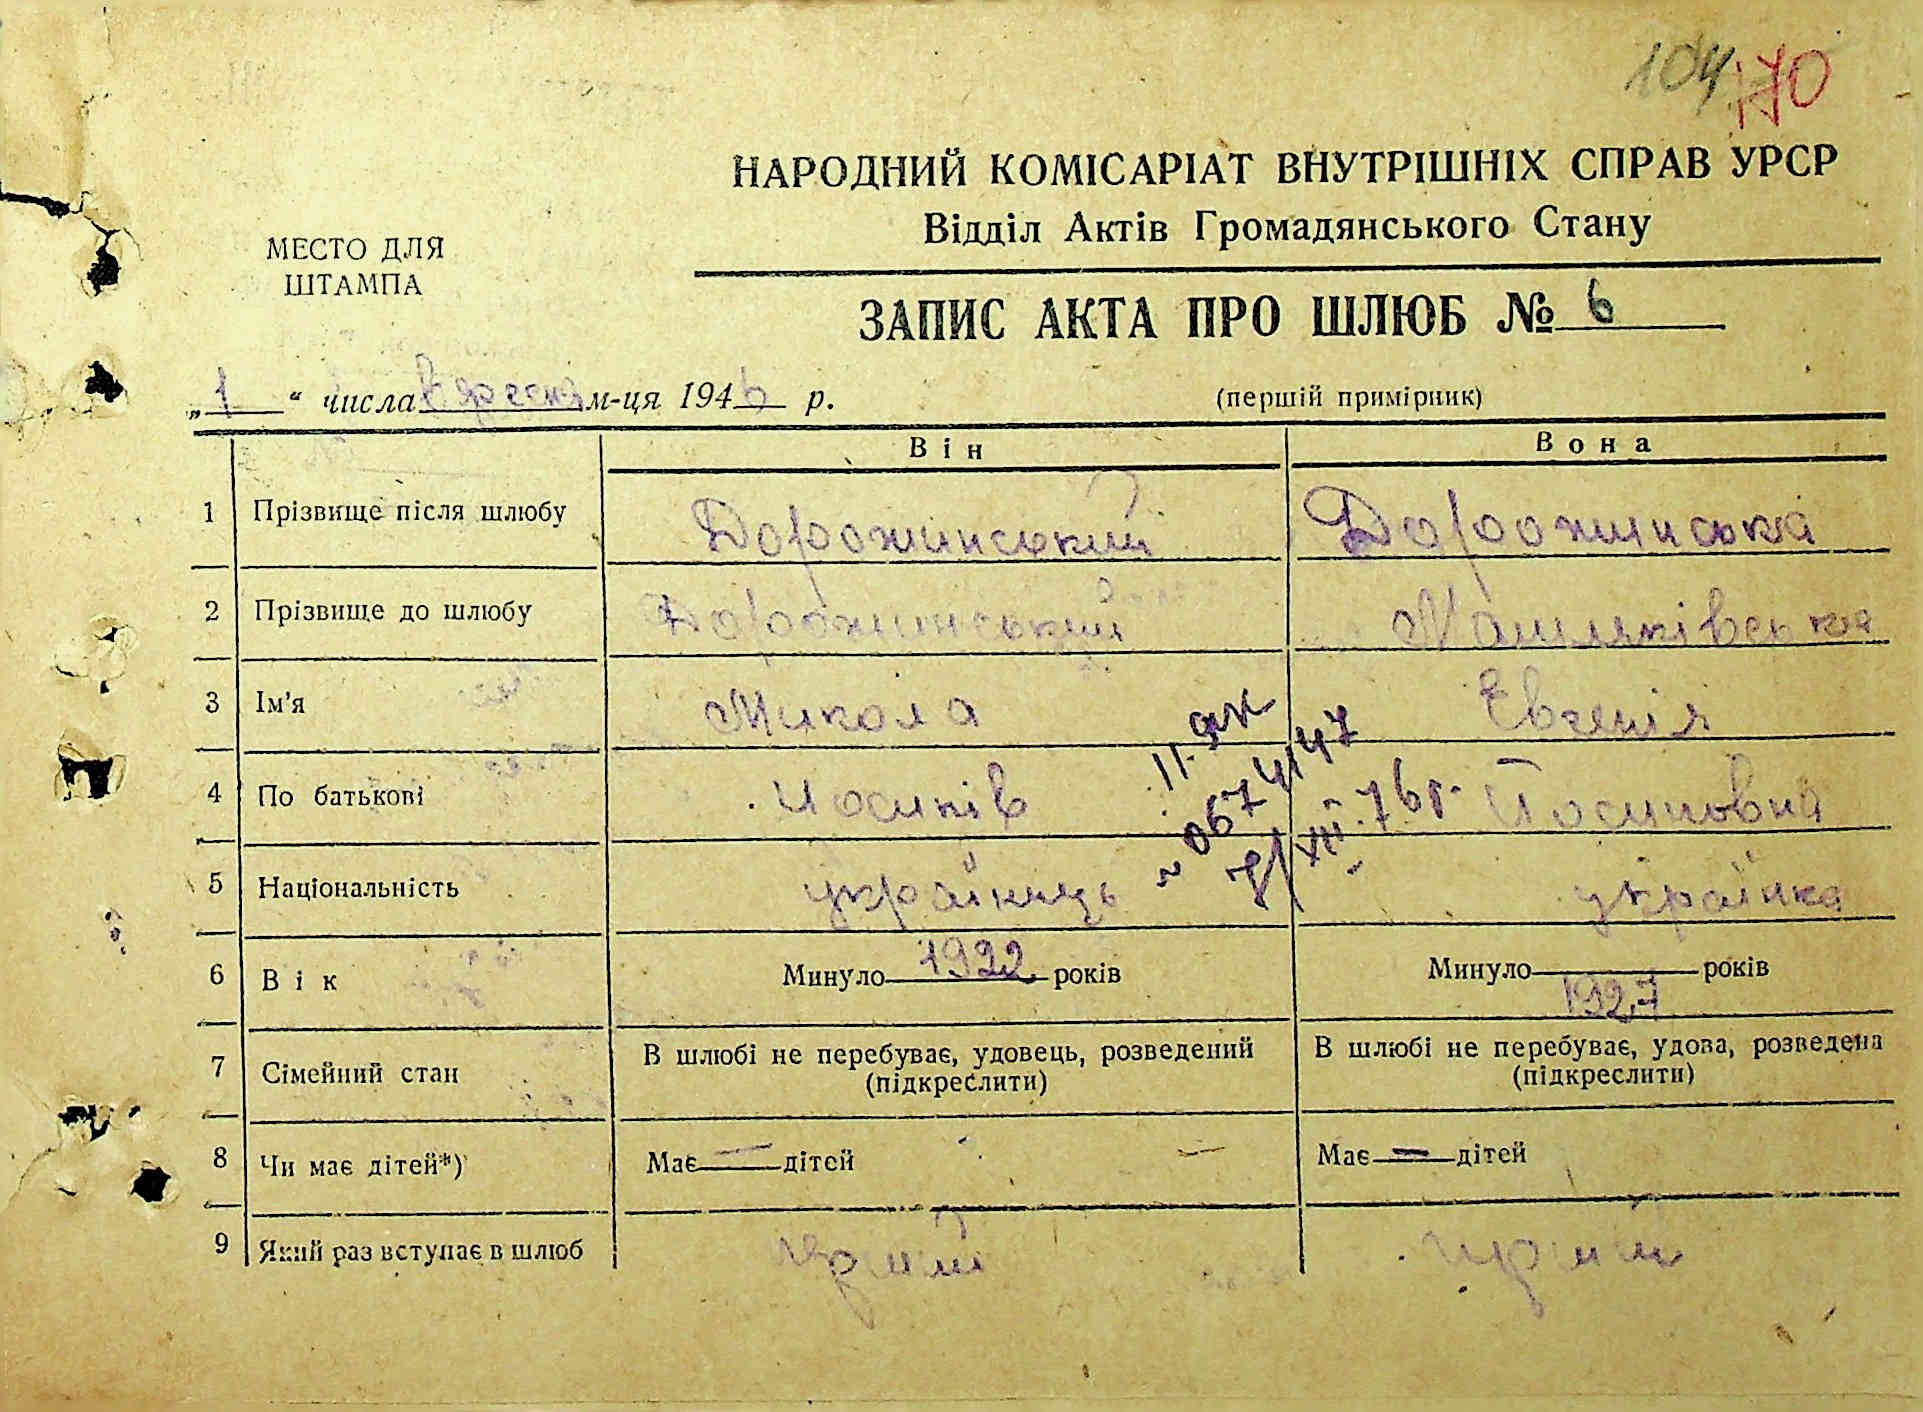 104 170
НАРОДНИЙ КОМІСАРІАТ ВНУТРІШНІХ СПРАВ УРСР
Відділ Актів Громадянського Стану
МЕСТО ДЛЯ
ШТАМПА
ЗАПИС АКТА ПРО ШЛЮБ № 6
„1“ числа вересня м-ця 1946 р.
(першій примірник)
Він Вона
1 Прізвище після шлюбу Дорожинський Дорожинська
2 Прізвище до шлюбу Дорожинський
3 Ім'я Микола Евгенія
4 По батькові Йосипів Йосиповна
5 Національність українець українка
6 Вік Минуло 1922 років Минуло 1927 років
7 Сімейний стан В шлюбі не перебуває, удовець, розведений (підкреслити) В шлюбі не перебуває, удова, розведена (підкреслити)
8 Чи має дітей*) Має — дітей Має — дітей
9 Який раз вступає в шлюб перший перший